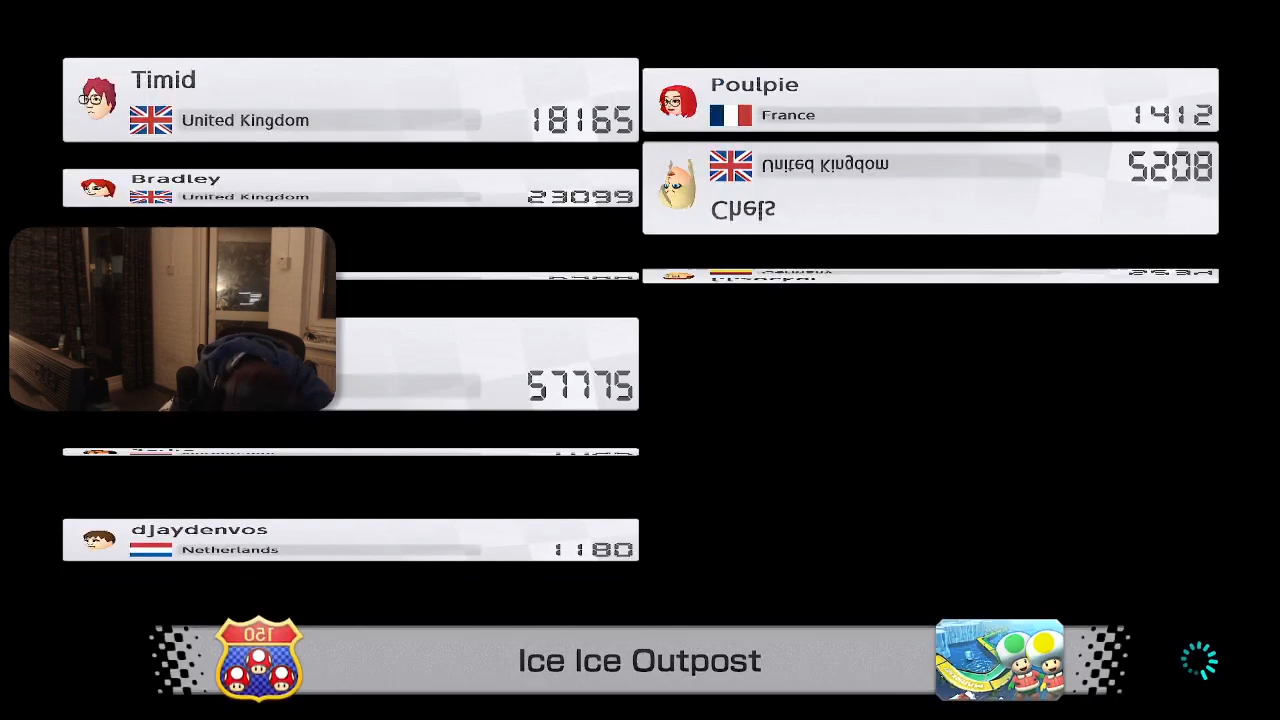 Timid
United Kingdom
18165
Bradley
United Kingdom
23099
57775
djaydenvos
Netherlands
1180
Poulpie
France
1412
United Kingdom
5208
Chels
Germany
150
Ice Ice Outpost